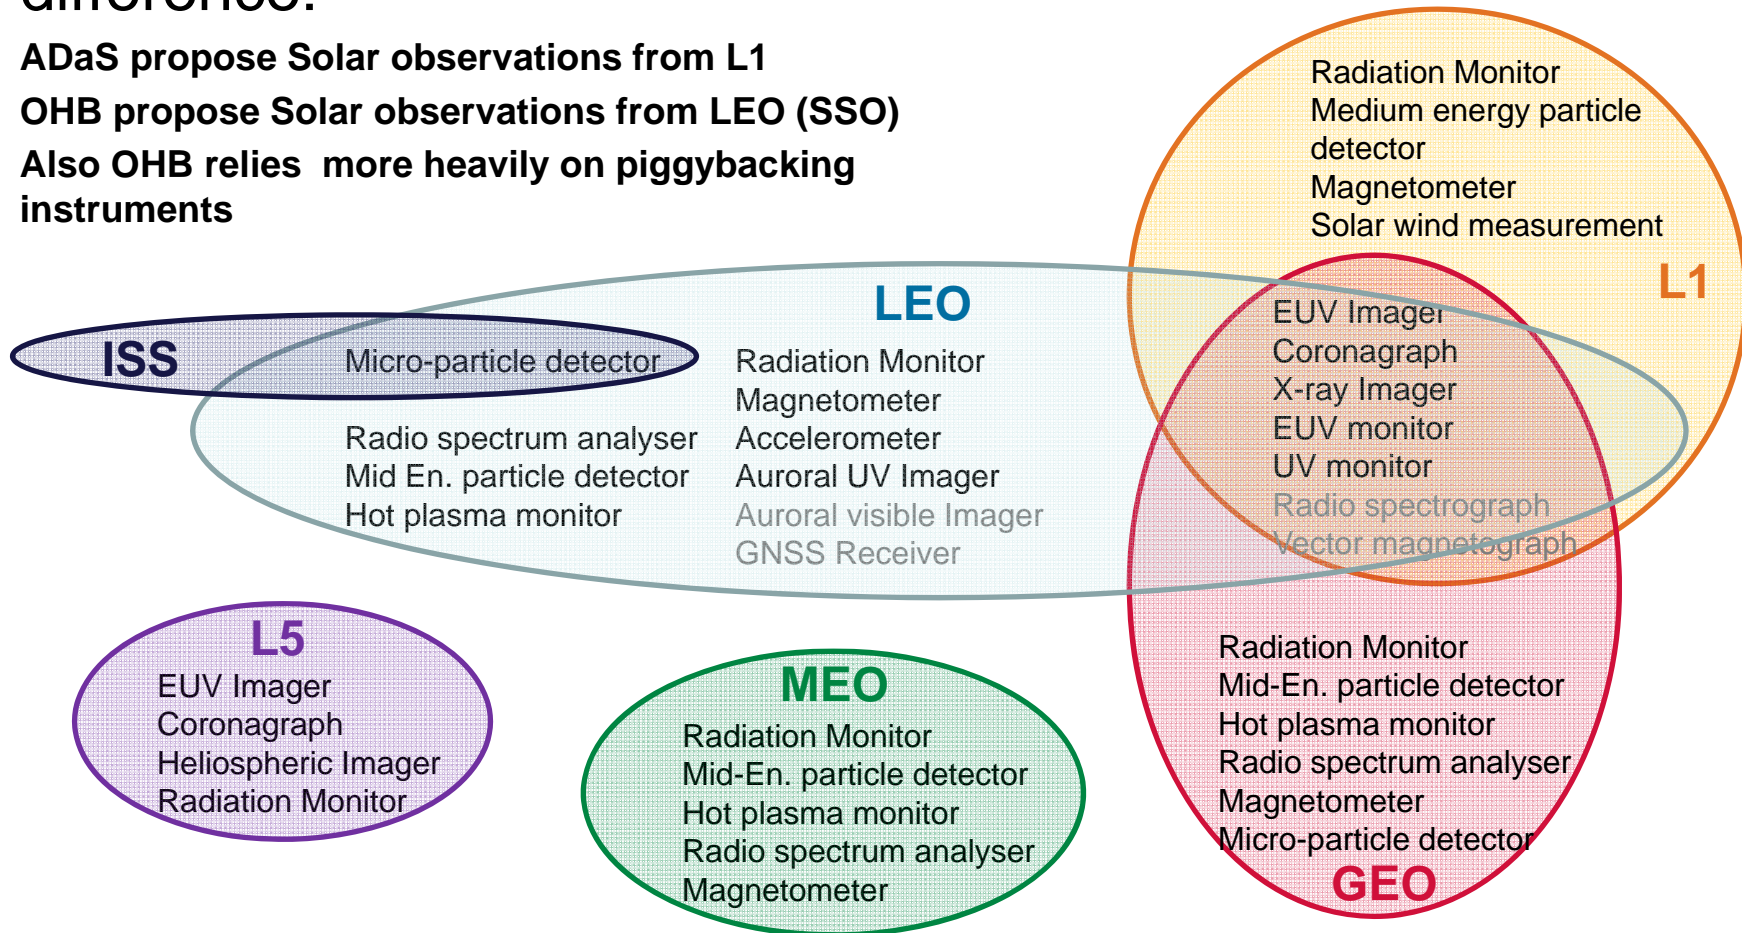 difference:
ADaS propose Solar observations from L1
OHB propose Solar observations from LEO (SSO)
Also OHB relies more heavily on piggybacking
instruments
Radiation Monitor
Medium energy particle
detector
Magnetometer
Solar wind measurement
L1
LEO
ISS
Micro-particle detector
Radio spectrum analyser
Mid En. particle detector
Hot plasma monitor
Radiation Monitor
Magnetometer
Accelerometer
Auroral UV Imager
Auroral visible Imager
GNSS Receiver
EUV Imager
Coronagraph
X-ray Imager
EUV monitor
UV monitor
Radio spectrograph
Vector magnetograph
L5
EUV Imager
Coronagraph
Heliospheric Imager
Radiation Monitor
MEO
Radiation Monitor
Mid-En. particle detector
Hot plasma monitor
Radio spectrum analyser
Magnetometer
Radiation Monitor
Mid-En. particle detector
Hot plasma monitor
Radio spectrum analyser
Magnetometer
Micro-particle detector
GEO